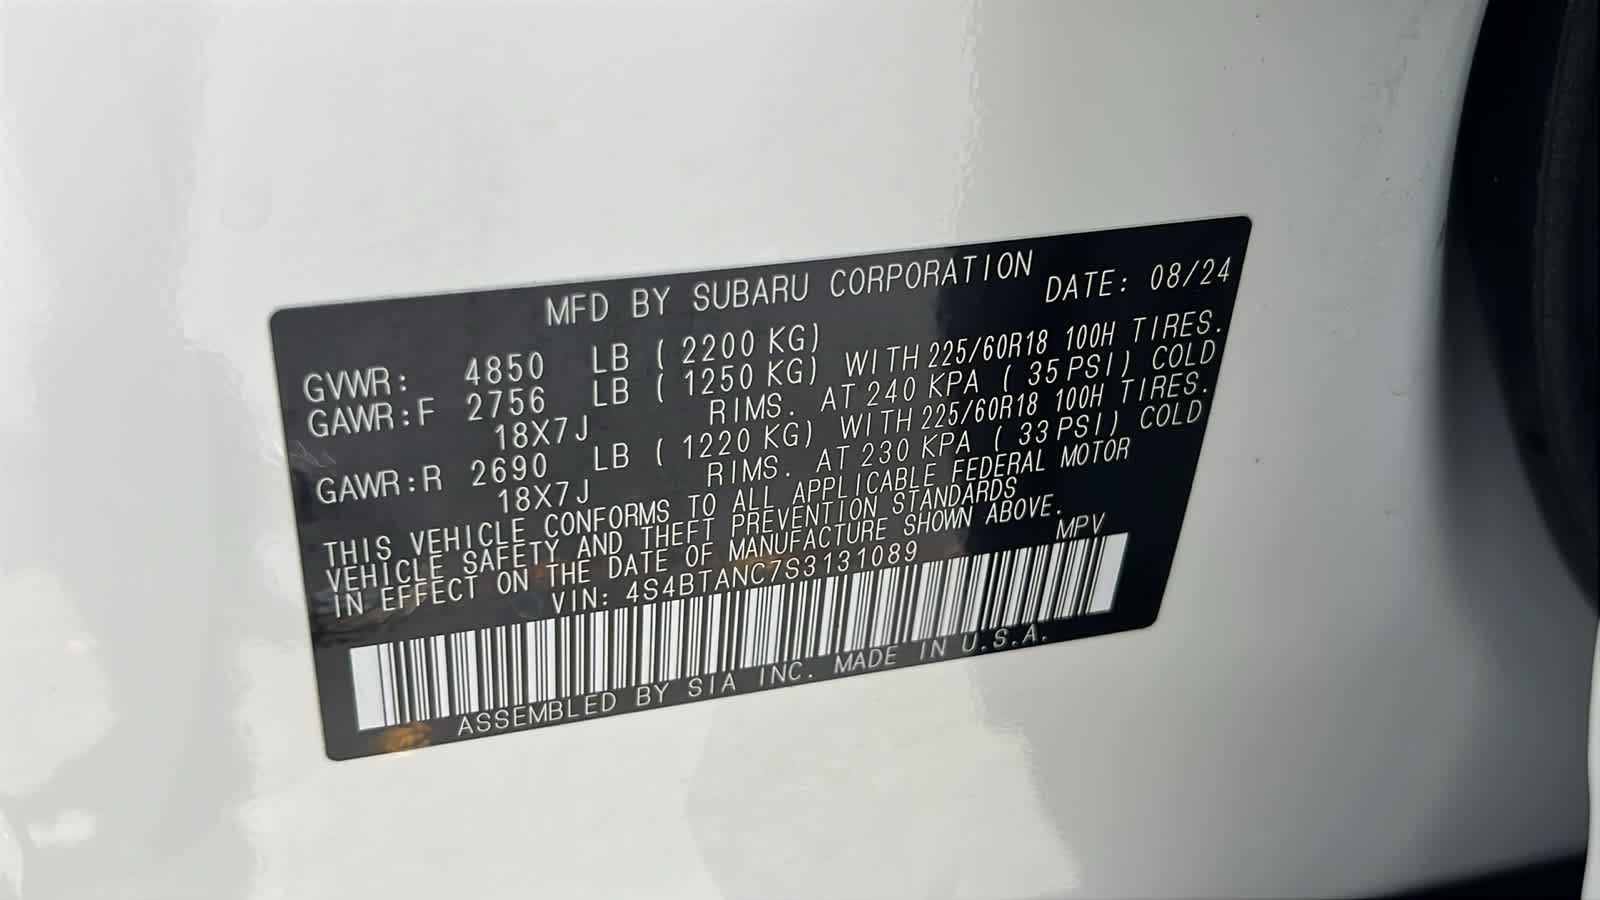 MFD BY SUBARU CORPORATION DATE: 08/24
GVWR: 4850 LB ( 2200 KG)
GAWR:F 2756 LB ( 1250 KG) WITH 225/60R18 100H TIRES.
18X7J RIMS. AT 240 KPA ( 35 PSI) COLD
GAWR:R 2690 LB ( 1220 KG) WITH 225/60R18 100H TIRES.
18X7J RIMS. AT 230 KPA ( 33 PSI) COLD
THIS VEHICLE CONFORMS TO ALL APPLICABLE FEDERAL MOTOR
VEHICLE SAFETY AND THEFT PREVENTION STANDARDS
IN EFFECT ON THE DATE OF MANUFACTURE SHOWN ABOVE.
VIN: 4S4BTANC7S3131089 MPV
ASSEMBLED BY SIA INC. MADE IN U.S.A.